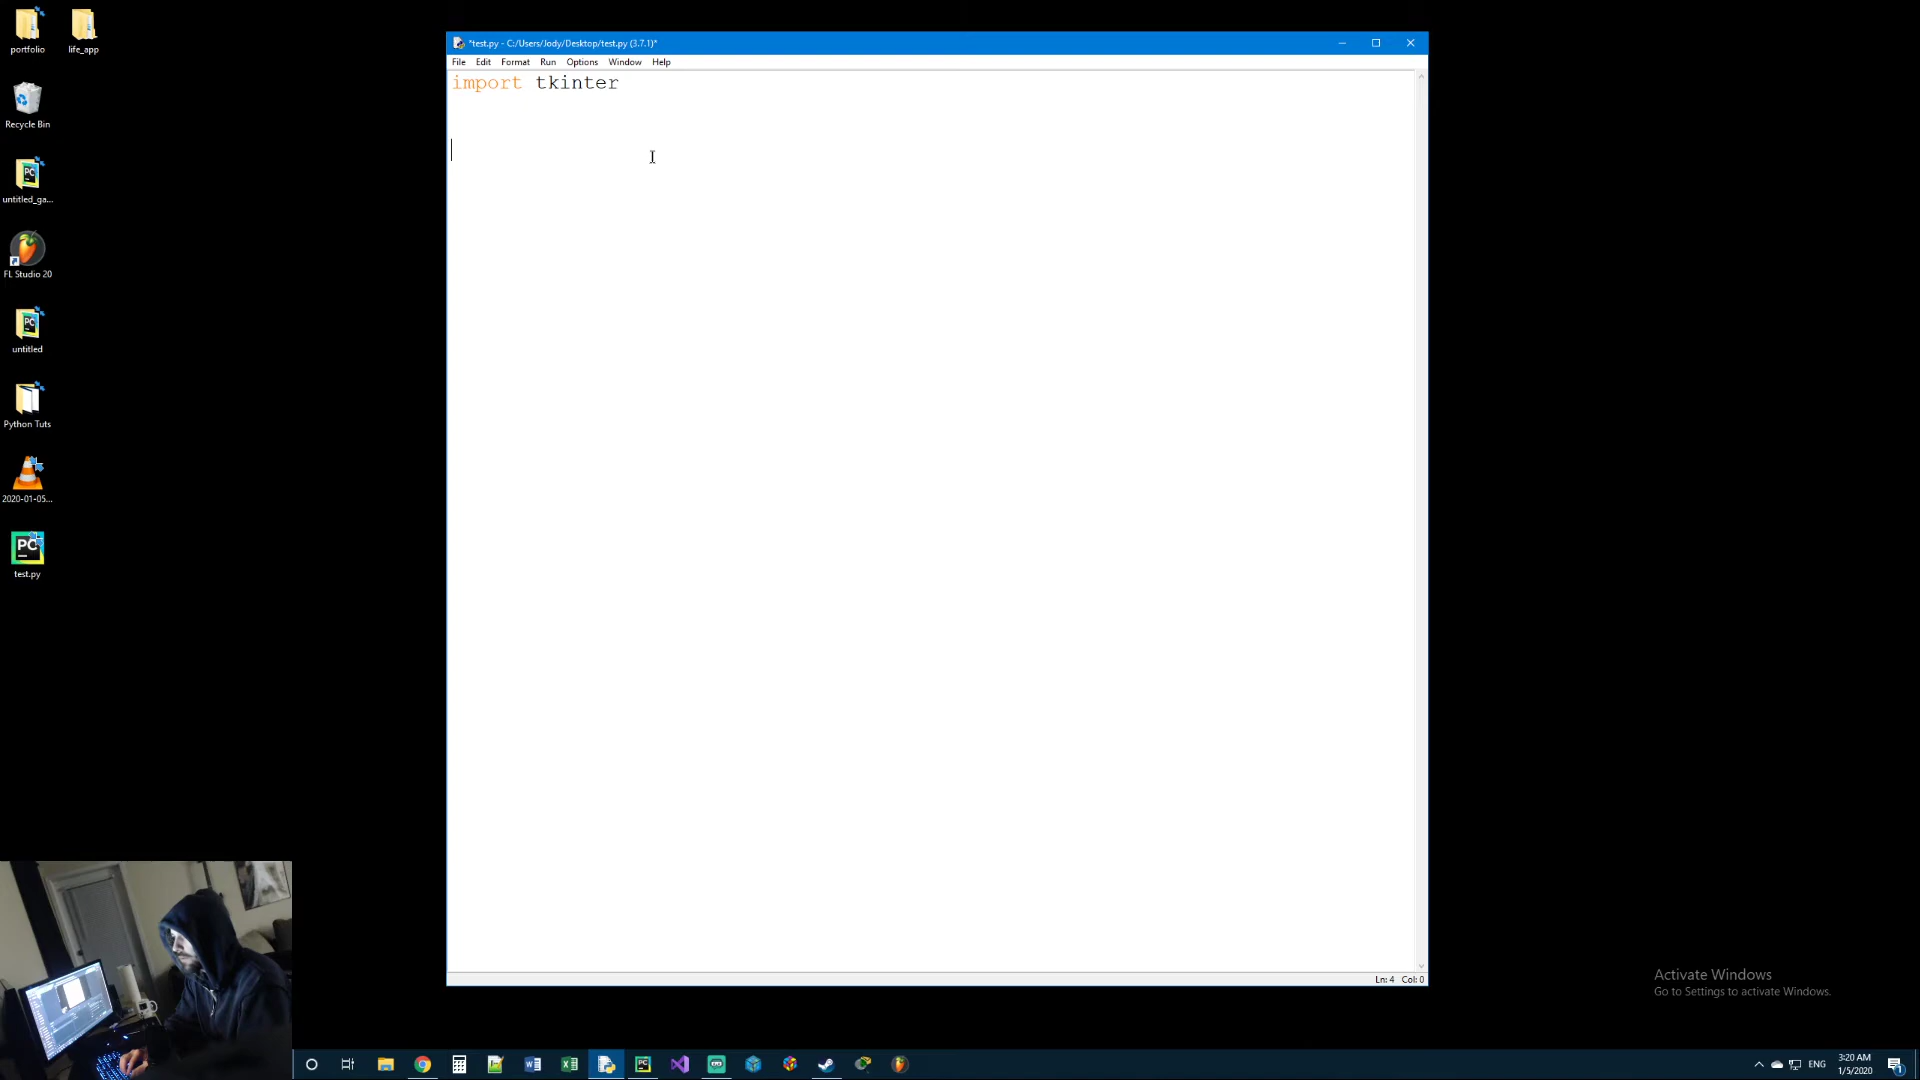 portfolio
life_app
Recycle Bin
untitled_ga...
FL Studio 20
untitled
Python Tuts
2020-01-05...
test.py
*test.py - C:/Users/Jody/Desktop/test.py (3.7.1)*
File Edit Format Run Options Window Help
import tkinter
Ln: 4 Col: 0
Activate Windows
Go to Settings to activate Windows.
ENG
3:20 AM
1/5/2020